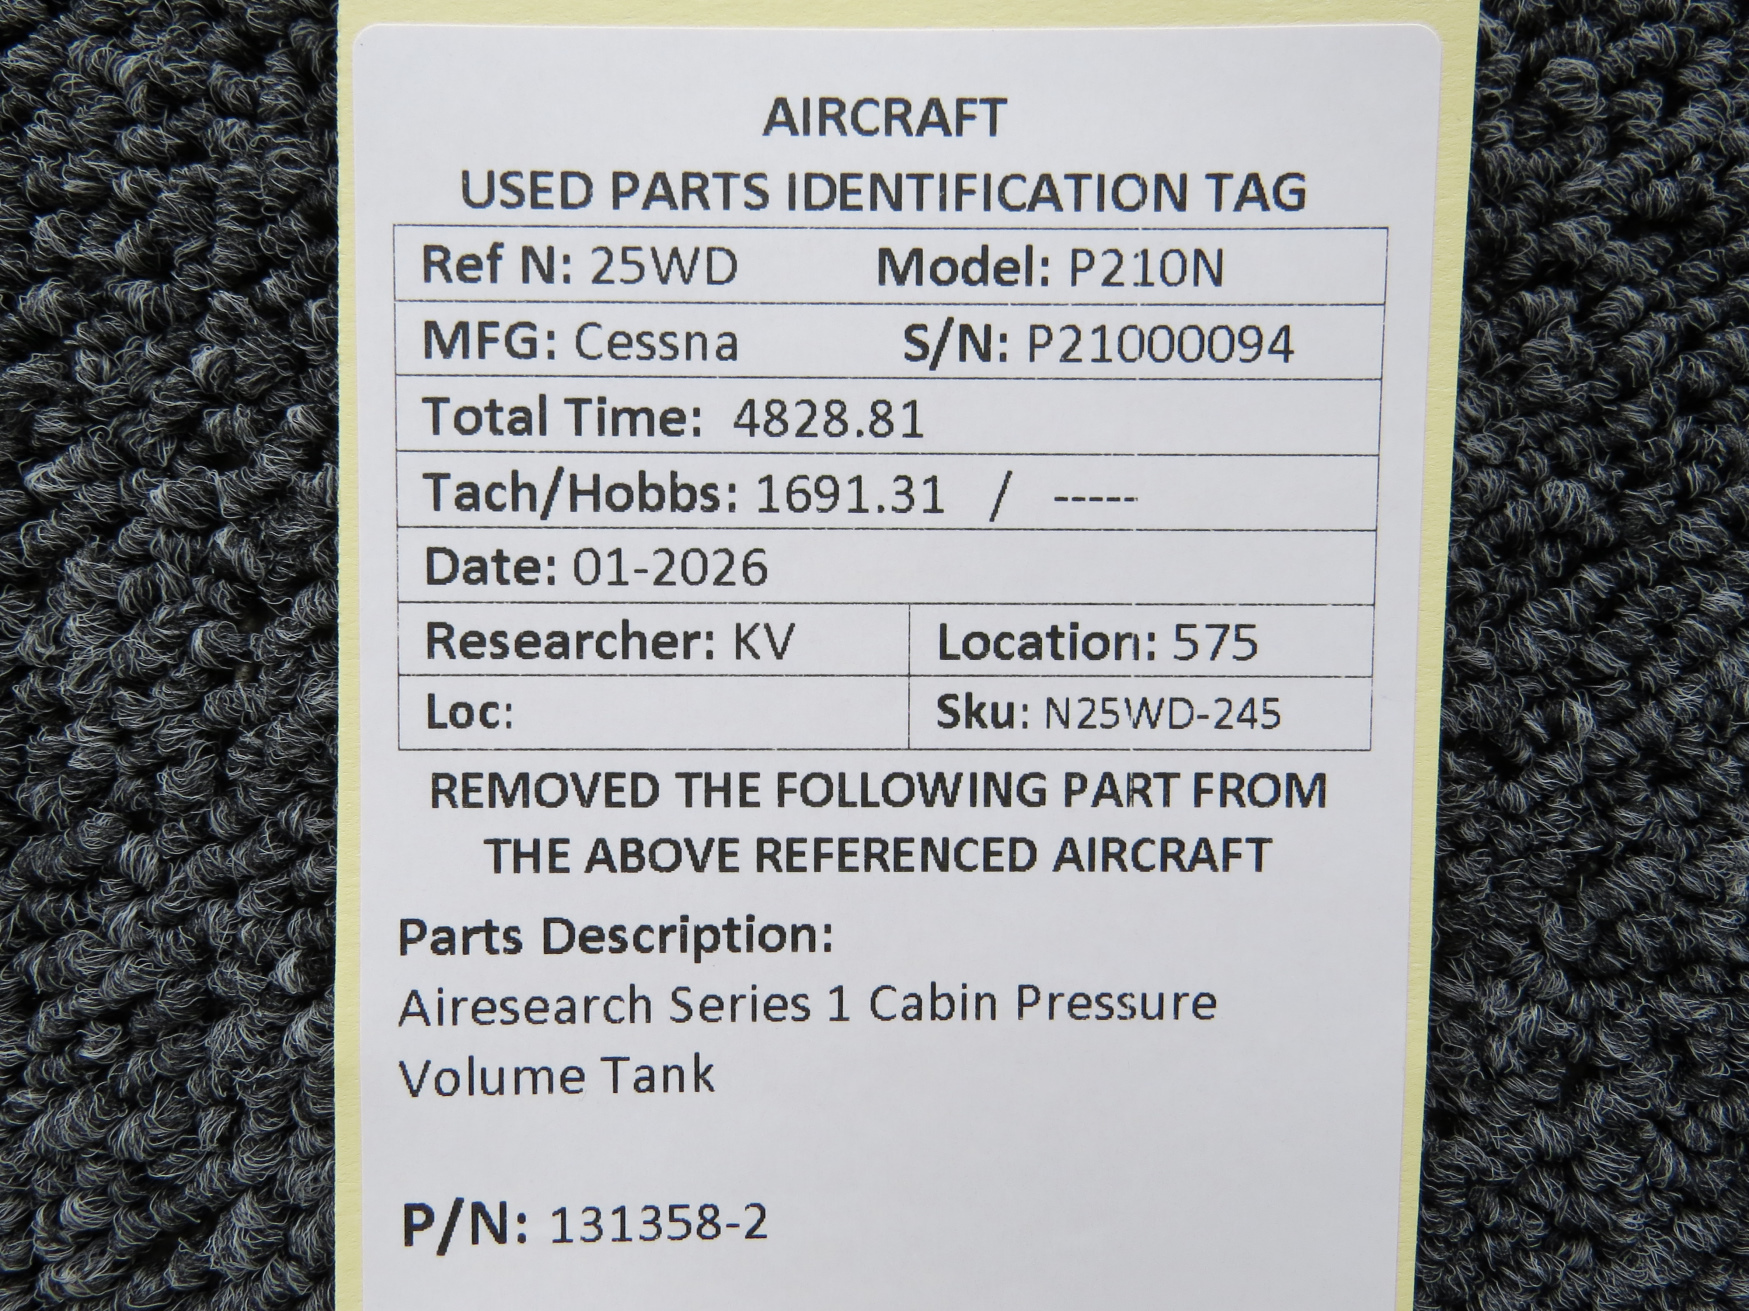 AIRCRAFT
USED PARTS IDENTIFICATION TAG
Ref N: 25WD Model: P210N
MFG: Cessna S/N: P21000094
Total Time: 4828.81
Tach/Hobbs: 1691.31 / -----
Date: 01-2026
Researcher: KV Location: 575
Loc: Sku: N25WD-245
REMOVED THE FOLLOWING PART FROM
THE ABOVE REFERENCED AIRCRAFT
Parts Description:
Airesearch Series 1 Cabin Pressure
Volume Tank
P/N: 131358-2